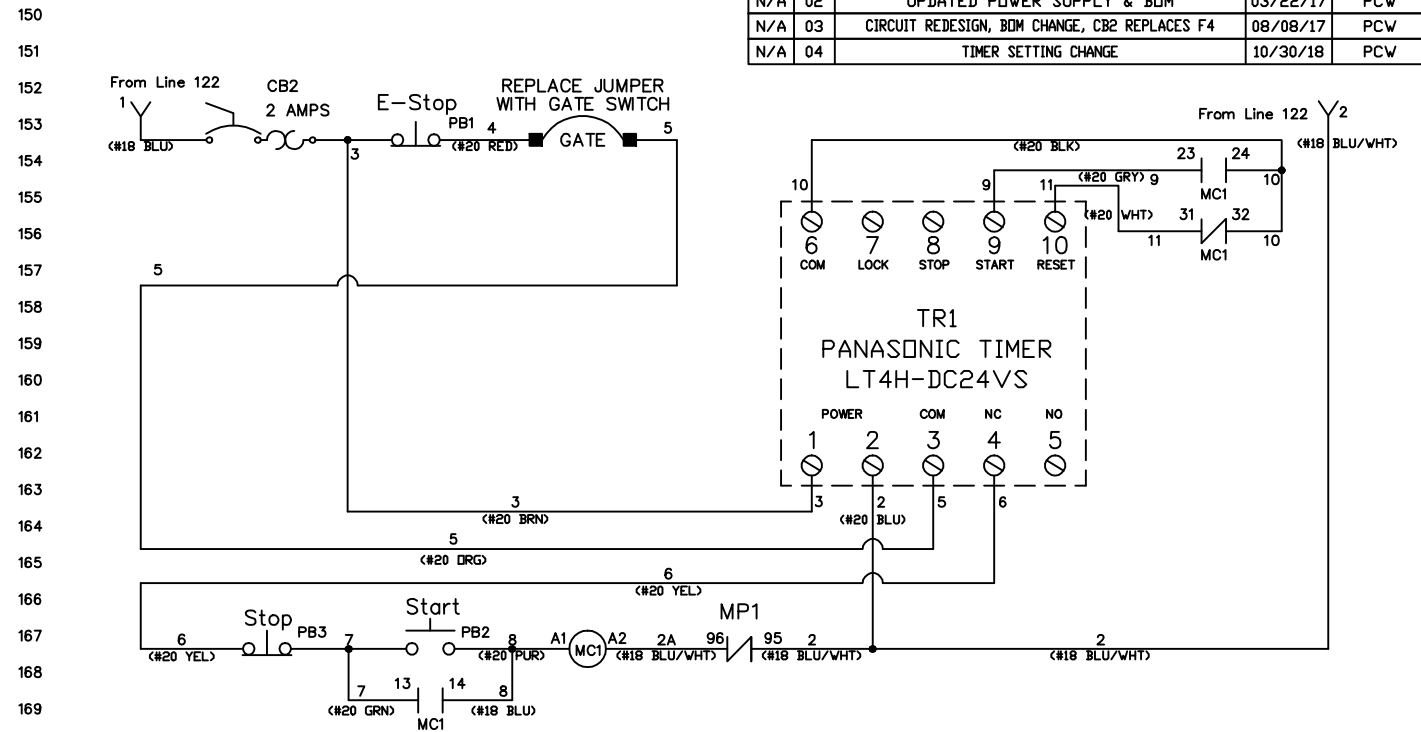 N/A 02 UPDATED POWER SUPPLY & BOM 03/22/17 PCW
N/A 03 CIRCUIT REDESIGN, BOM CHANGE, CB2 REPLACES F4 08/08/17 PCW
N/A 04 TIMER SETTING CHANGE 10/30/18 PCW
150
151
152
153
154
155
156
157
158
159
160
161
162
163
164
165
166
167
168
169
From Line 122
1
(#18 BLU)
CB2
2 AMPS
3
E-Stop
PB1
4
(#20 RED)
REPLACE JUMPER
WITH GATE SWITCH
GATE
5
From Line 122 2
(#18 BLU/WHT)
(#20 BLK)
23 24
MC1
10
(#20 GRY) 9
10 9 11
(#20 WHT)
31 32
11
MC1
10
6 7 8 9 10
COM LOCK STOP START RESET
5
TR1
PANASONIC TIMER
LT4H-DC24VS
POWER COM NC NO
1 2 3 4 5
3 2 5 6
(#20 BLU)
3
(#20 BRN)
5
(#20 ORG)
6
(#20 YEL)
6
(#20 YEL)
Stop
PB3
7
Start
PB2
8
(#20 PUR)
A1 MC1 A2
2A
(#18 BLU/WHT)
MP1
96 95
2
(#18 BLU/WHT)
2
(#18 BLU/WHT)
7
(#20 GRN)
13 14
MC1
8
(#18 BLU)